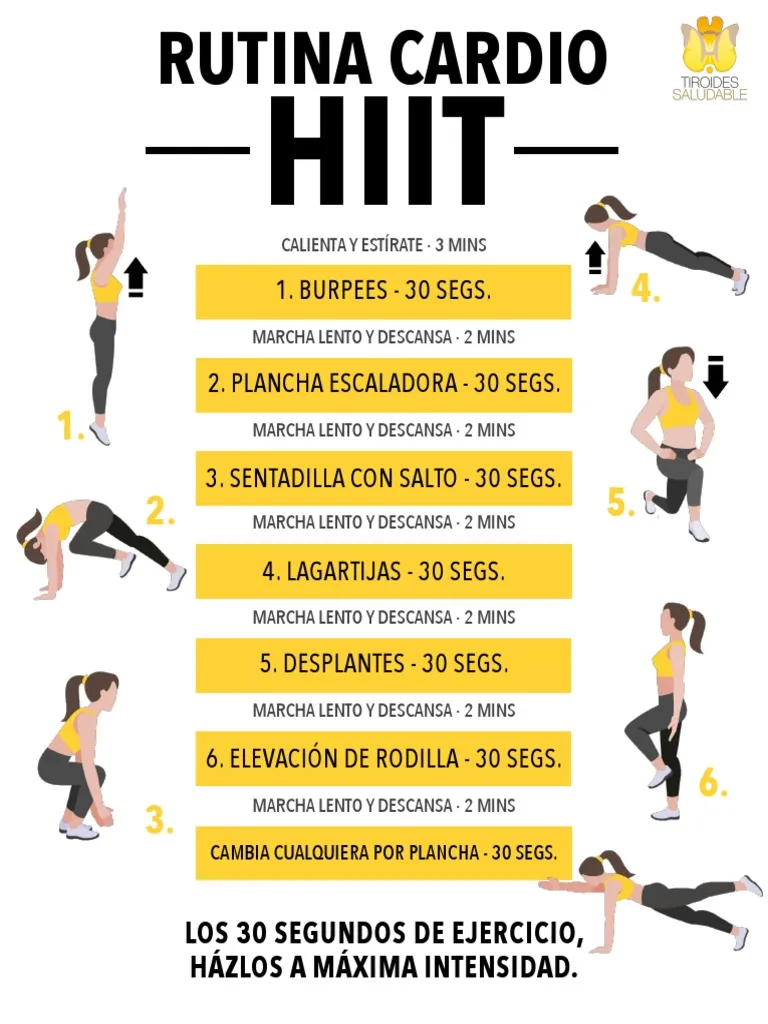 RUTINA CARDIO
HIIT
TIROIDES
SALUDABLE
CALIENTA Y ESTÍRATE · 3 MINS
1. BURPEES - 30 SEGS.
MARCHA LENTO Y DESCANSA · 2 MINS
2. PLANCHA ESCALADORA - 30 SEGS.
MARCHA LENTO Y DESCANSA · 2 MINS
3. SENTADILLA CON SALTO - 30 SEGS.
MARCHA LENTO Y DESCANSA · 2 MINS
4. LAGARTIJAS - 30 SEGS.
MARCHA LENTO Y DESCANSA · 2 MINS
5. DESPLANTES - 30 SEGS.
MARCHA LENTO Y DESCANSA · 2 MINS
6. ELEVACIÓN DE RODILLA - 30 SEGS.
MARCHA LENTO Y DESCANSA · 2 MINS
CAMBIA CUALQUIERA POR PLANCHA - 30 SEGS.
1.
2.
3.
4.
5.
6.
LOS 30 SEGUNDOS DE EJERCICIO,
HÁZLOS A MÁXIMA INTENSIDAD.